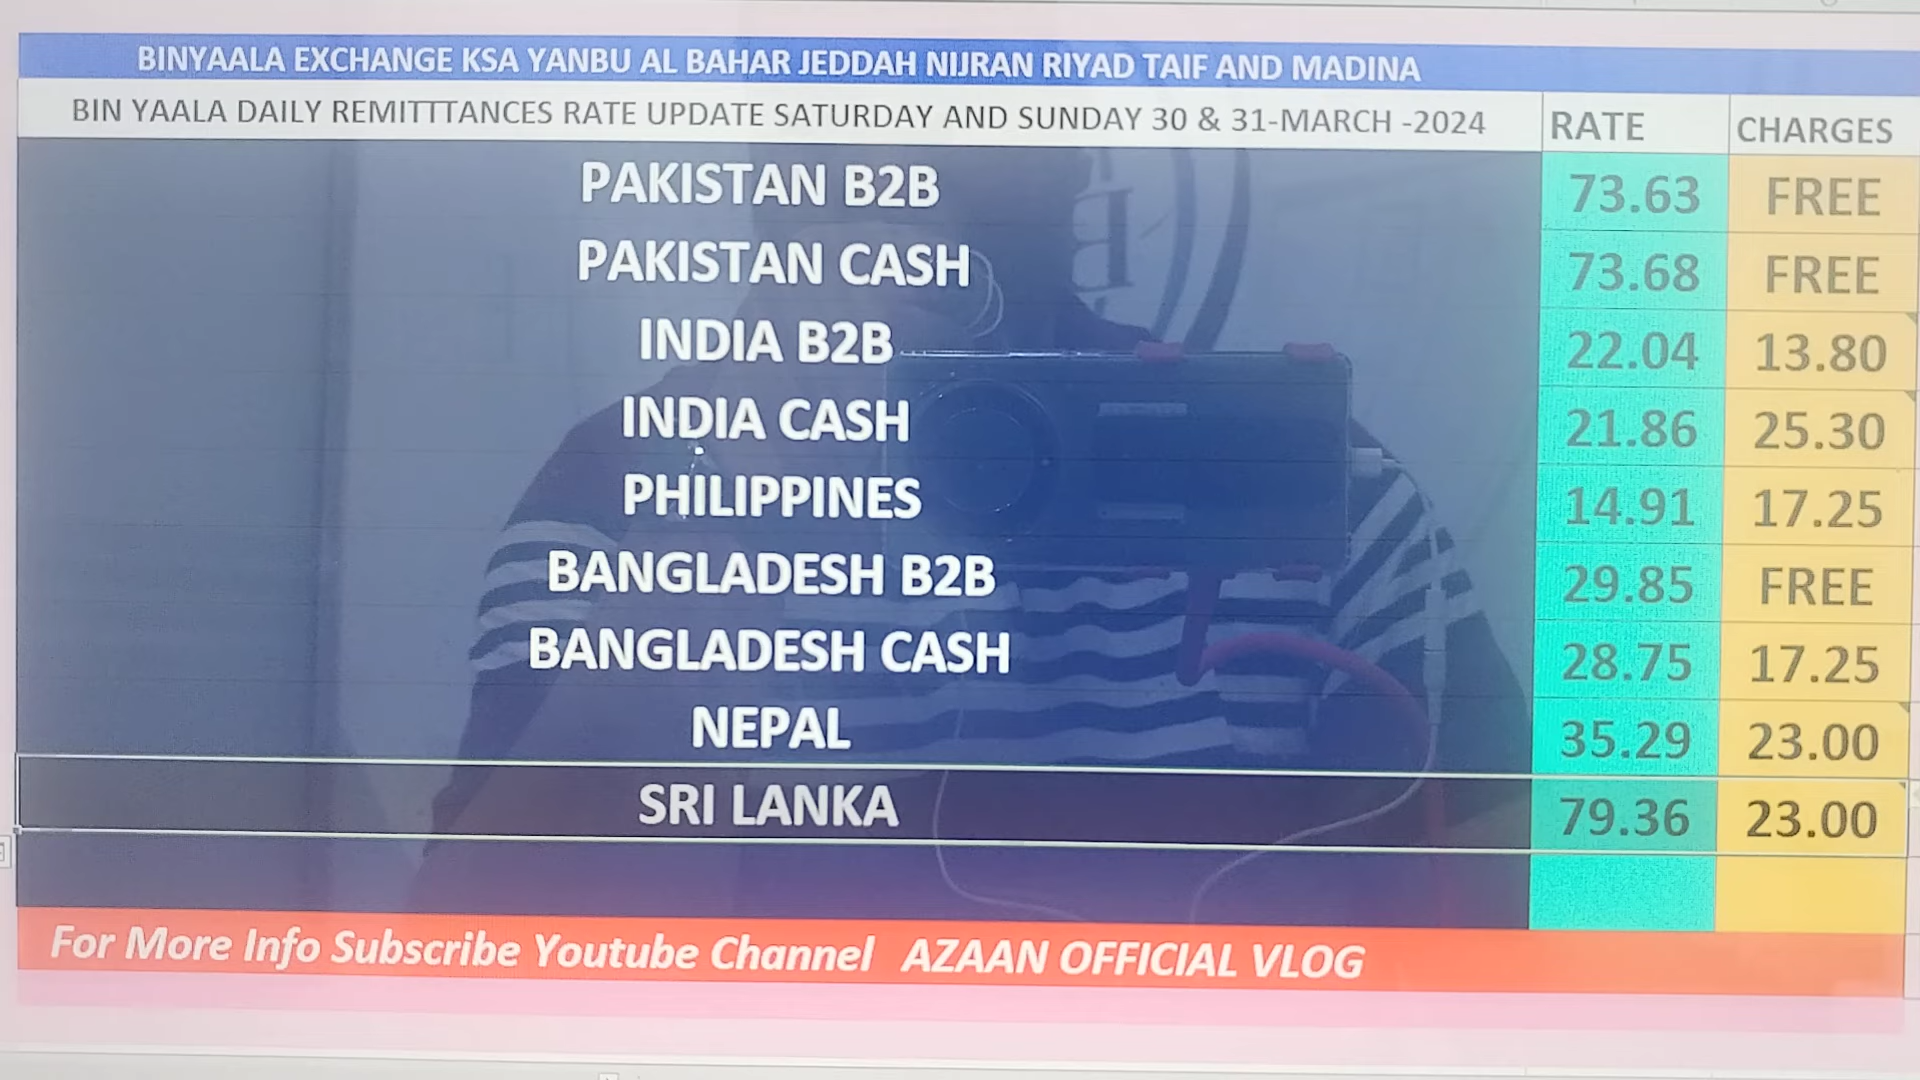 BINYAALA EXCHANGE KSA YANBU AL BAHAR JEDDAH NIJRAN RIYAD TAIF AND MADINA
BIN YAALA DAILY REMITTTANCES RATE UPDATE SATURDAY AND SUNDAY 30 & 31-MARCH -2024 RATE CHARGES
PAKISTAN B2B 73.63 FREE
PAKISTAN CASH 73.68 FREE
INDIA B2B 22.04 13.80
INDIA CASH 21.86 25.30
PHILIPPINES 14.91 17.25
BANGLADESH B2B 29.85 FREE
BANGLADESH CASH 28.75 17.25
NEPAL 35.29 23.00
SRI LANKA 79.36 23.00
For More Info Subscribe Youtube Channel AZAAN OFFICIAL VLOG